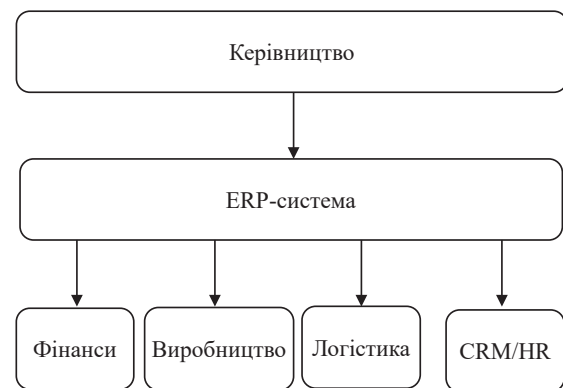 Керівництво
ERP-система
Фінанси
Виробництво
Логістика
CRM/HR